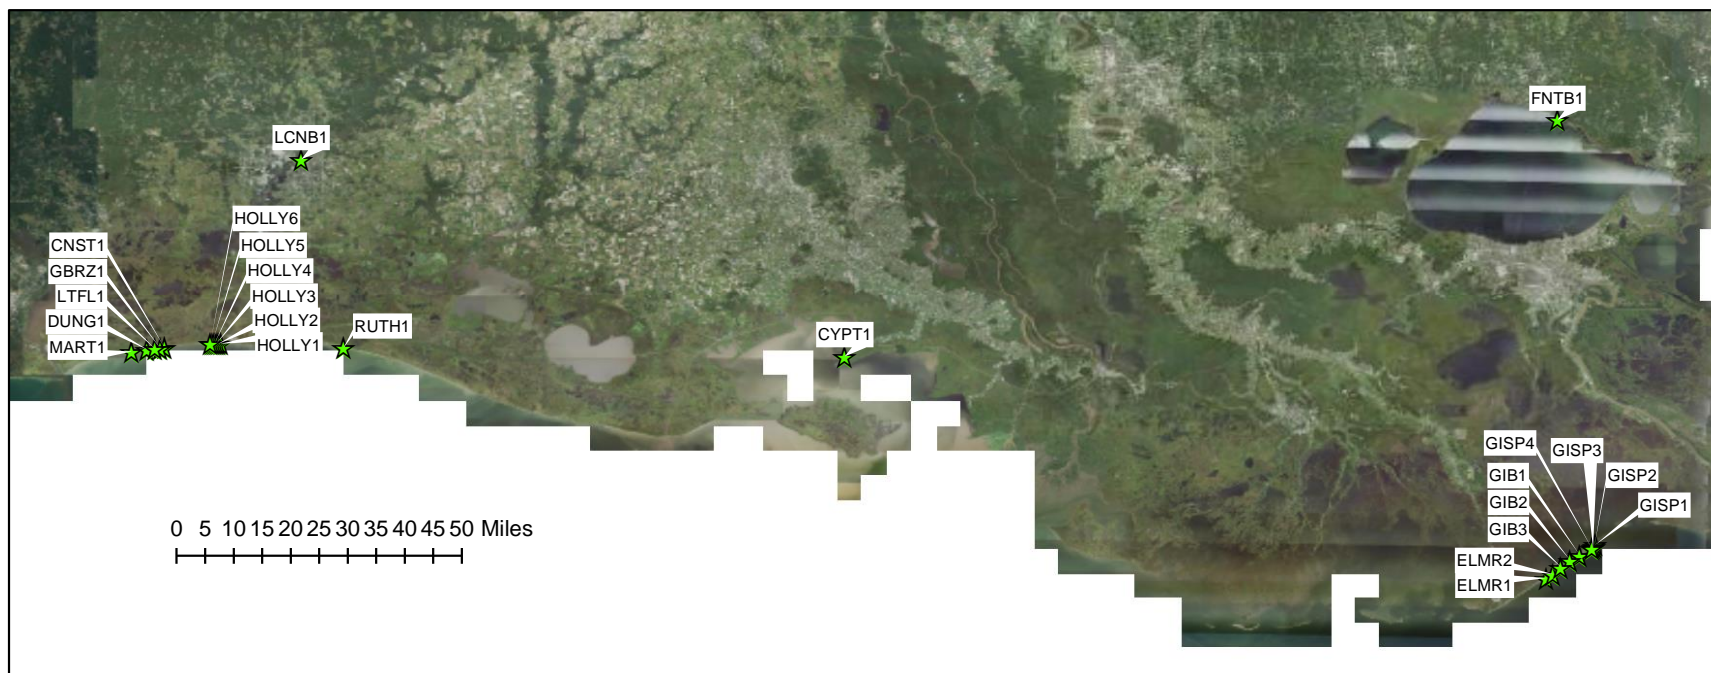 FNTB1
LCNB1
HOLLY6
CNST1
HOLLY5
GBRZ1
HOLLY4
LTFL1
HOLLY3
DUNG1
HOLLY2
RUTH1
MART1
HOLLY1
CYPT1
GISP4
GISP3
GIB1
GISP2
GIB2
GISP1
GIB3
ELMR2
ELMR1
0 5 10 15 20 25 30 35 40 45 50 Miles